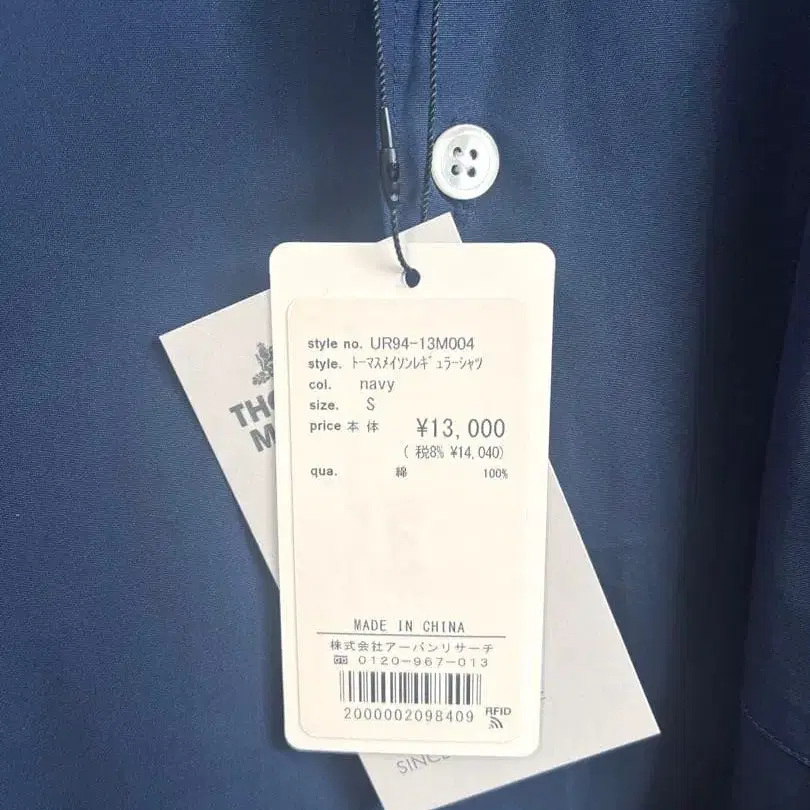 style no. UR94-13M004
style. ﾄｰﾏｽﾒｲｿﾝﾚｷﾞｭﾗｰｼｬﾂ
col. navy
size. S
price 本 体 ¥13,000
( 税8% ¥14,040)
qua. 綿 100%
MADE IN CHINA
株式会社アーバンリサーチ
0120-967-013
2000002098409
RFID